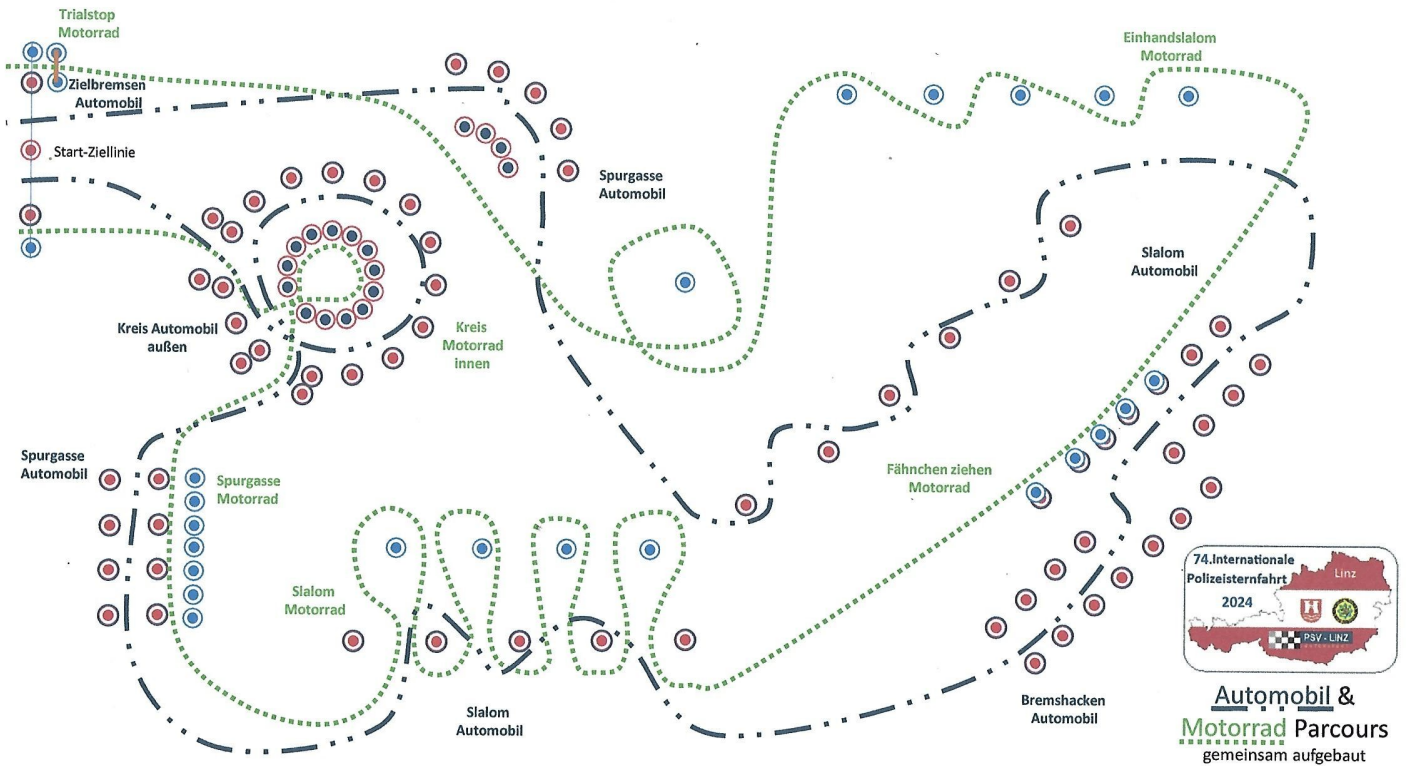 Trialstop
Motorrad
Zielbremsen
Automobil
Start-Ziellinie
Einhandslalom
Motorrad
Spurgasse
Automobil
Slalom
Automobil
Kreis Automobil
außen
Kreis
Motorrad
innen
Spurgasse
Automobil
Spurgasse
Motorrad
Fähnchen ziehen
Motorrad
Slalom
Motorrad
Slalom
Automobil
Bremshacken
Automobil
74.Internationale
Polizeisternfahrt
2024
Linz
PSV - LINZ
Automobil &
Motorrad Parcours
gemeinsam aufgebaut